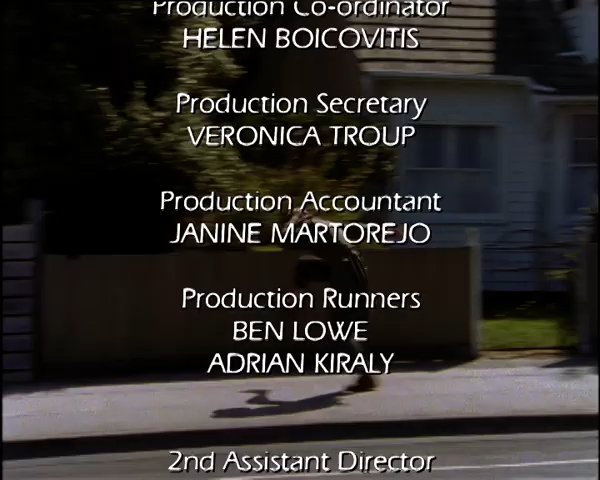 Production Co-ordinator
HELEN BOICOVITIS
Production Secretary
VERONICA TROUP
Production Accountant
JANINE MARTOREJO
Production Runners
BEN LOWE
ADRIAN KIRALY
2nd Assistant Director